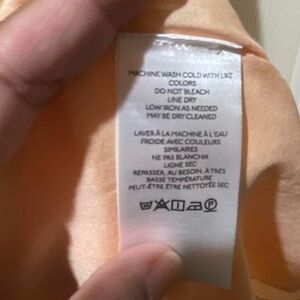 MACHINE WASH COLD WITH LIKE
COLORS
DO NOT BLEACH
LINE DRY
LOW IRON AS NEEDED
MAY BE DRY CLEANED
LAVER À LA MACHINE À L'EAU
FROIDE AVEC COULEURS
SIMILAIRES
NE PAS BLANCHIR
LIGNE SEC
REPASSER, AU BESOIN, À TRÈS
BASSE TEMPÉRATURE
PEUT-ÊTRE ÊTRE NETTOYÉE SEC